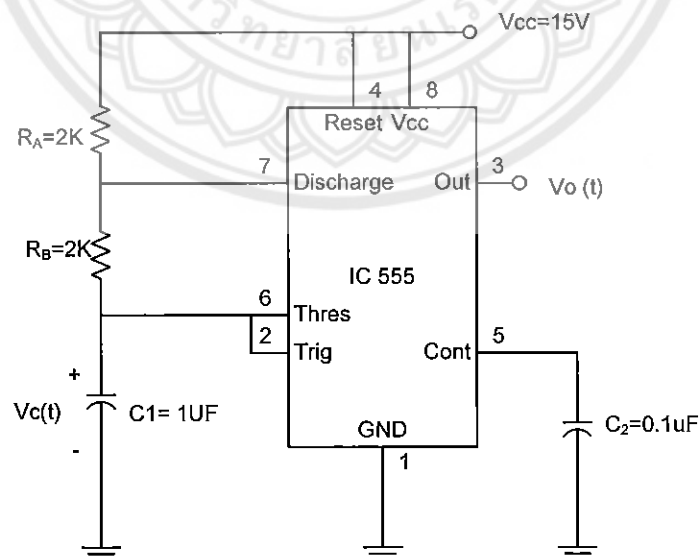 Vcc=15V
4 8
Reset Vcc
RA=2K
7 Discharge Out 3 Vo (t)
RB=2K
IC 555
6 Thres
2 Trig
Cont 5
+
Vc(t) C1= 1UF
-
GND
1
C2=0.1uF